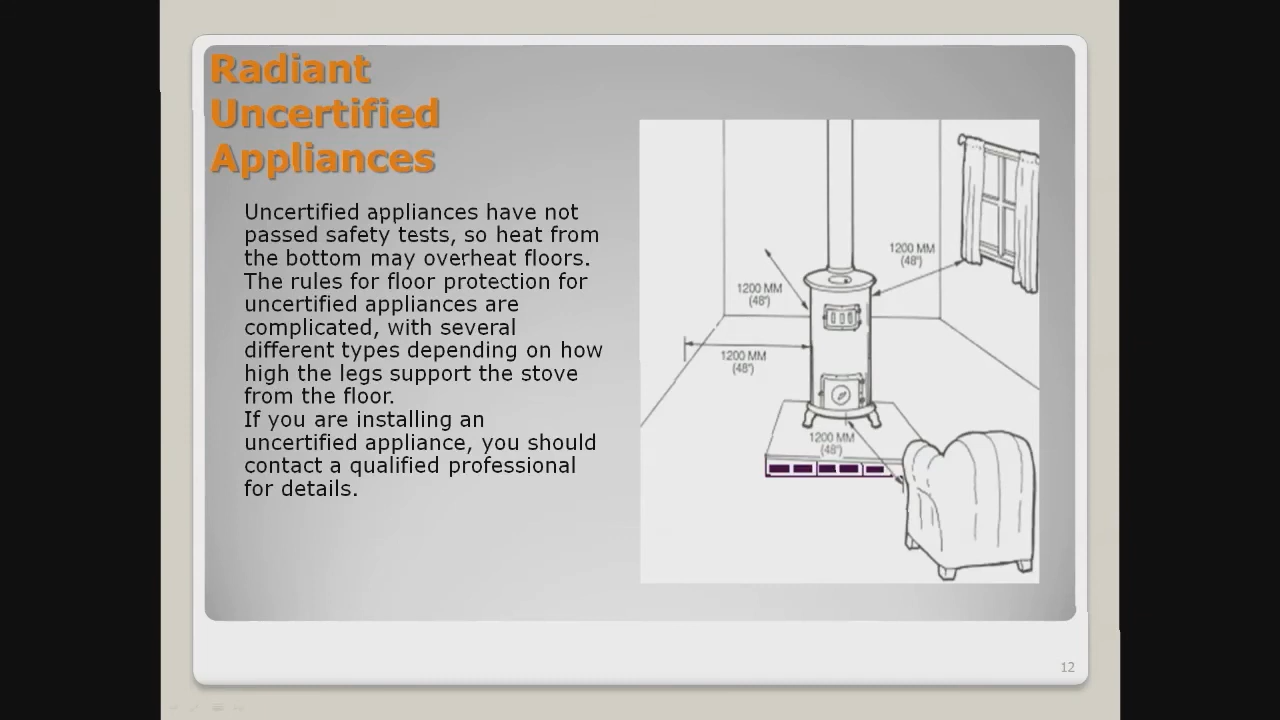 Radiant
Uncertified
Appliances
Uncertified appliances have not
passed safety tests, so heat from
the bottom may overheat floors.
The rules for floor protection for
uncertified appliances are
complicated, with several
different types depending on how
high the legs support the stove
from the floor.
If you are installing an
uncertified appliance, you should
contact a qualified professional
for details.
1200 MM
(48")
1200 MM
(48")
1200 MM
(48")
1200 MM
(48")
12